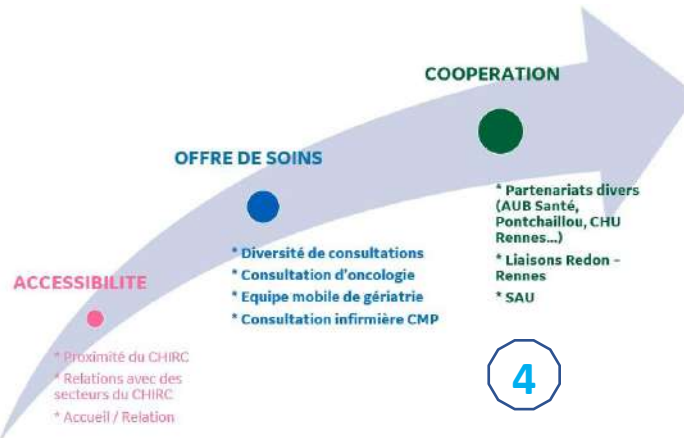 COOPERATION
* Partenariats divers
(AUB Santé,
Pontchaillou, CHU
Rennes...)
* Liaisons Redon –
Rennes
* SAU
OFFRE DE SOINS
* Diversité de consultations
* Consultation d'oncologie
* Equipe mobile de gériatrie
* Consultation infirmière CMP
ACCESSIBILITE
* Proximité du CHIRC
* Relations avec des
secteurs du CHIRC
* Accueil / Relation
4